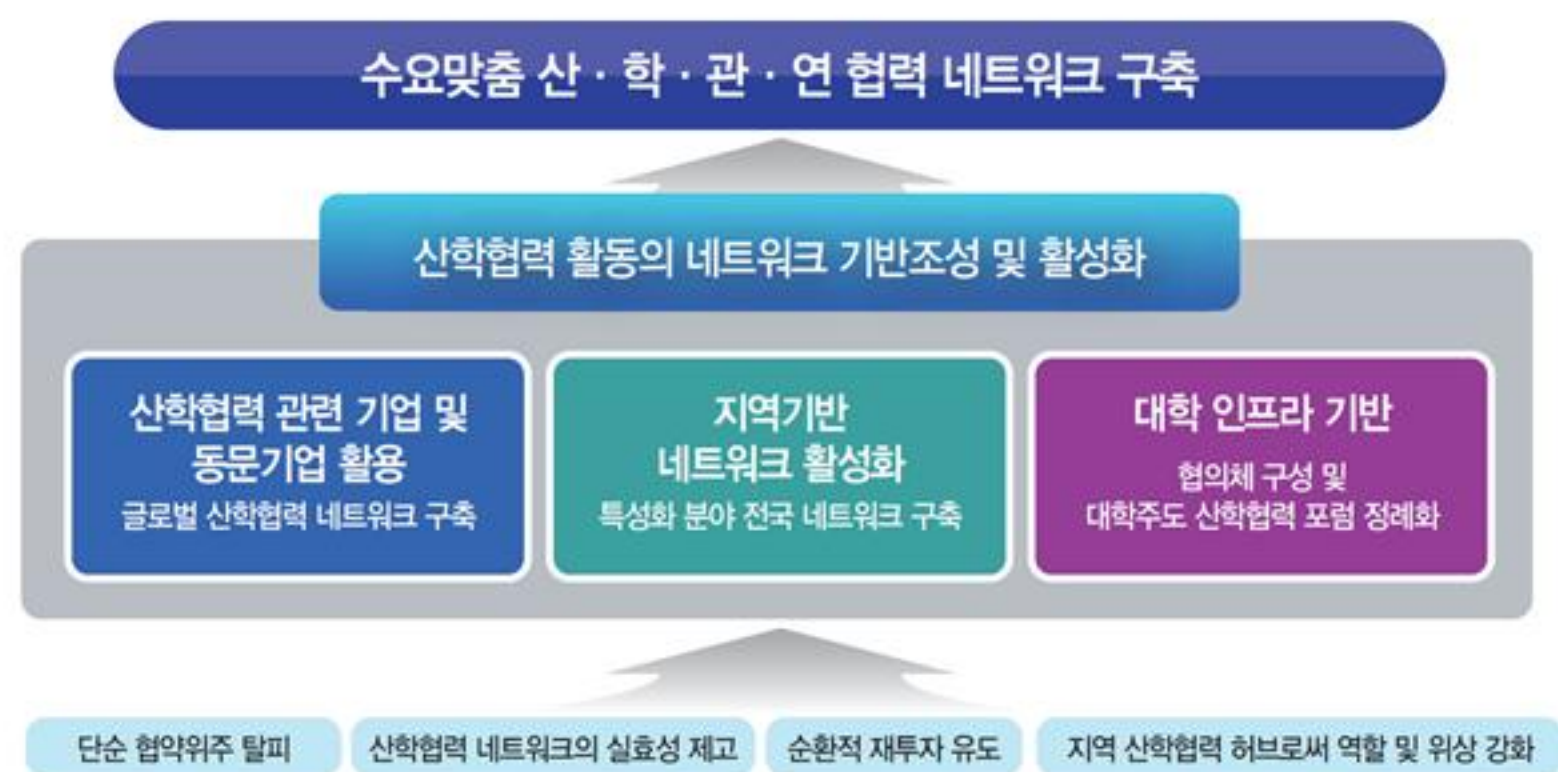 수요맞춤 산 · 학 · 관 · 연 협력 네트워크 구축
산학협력 활동의 네트워크 기반조성 및 활성화
산학협력 관련 기업 및
동문기업 활용
글로벌 산학협력 네트워크 구축
지역기반
네트워크 활성화
특성화 분야 전국 네트워크 구축
대학 인프라 기반
협의체 구성 및
대학주도 산학협력 포럼 정례화
단순 협약위주 탈피
산학협력 네트워크의 실효성 제고
순환적 재투자 유도
지역 산학협력 허브로써 역할 및 위상 강화